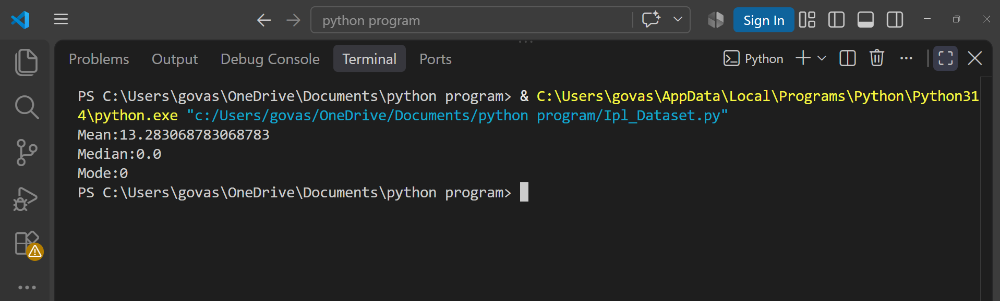 python program
Sign In
Problems Output Debug Console Terminal Ports Python
PS C:\Users\govas\OneDrive\Documents\python program> & C:\Users\govas\AppData\Local\Programs\Python\Python31
4\python.exe "c:/Users/govas/OneDrive/Documents/python program/Ipl_Dataset.py"
Mean:13.283068783068783
Median:0.0
Mode:0
PS C:\Users\govas\OneDrive\Documents\python program>